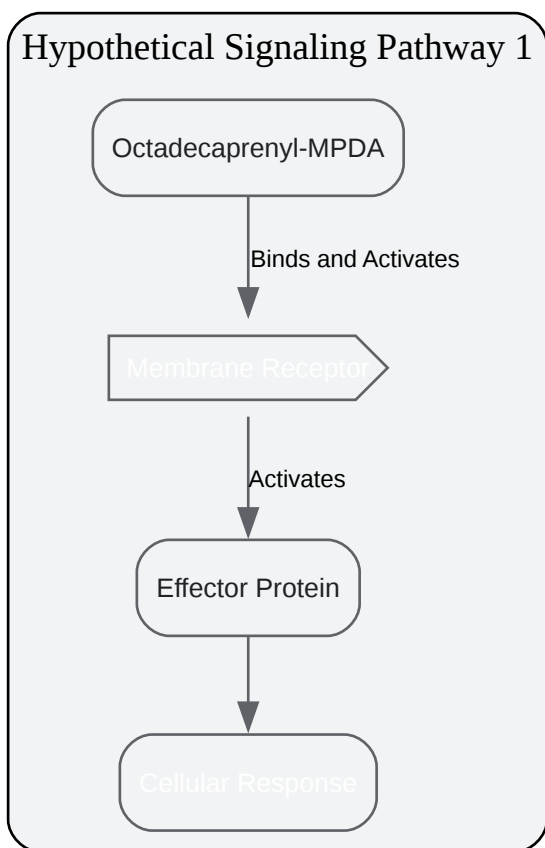 Hypothetical Signaling Pathway 1
Octadecaprenyl-MPDA
Binds and Activates
Membrane Receptor
Activates
Effector Protein
Cellular Response